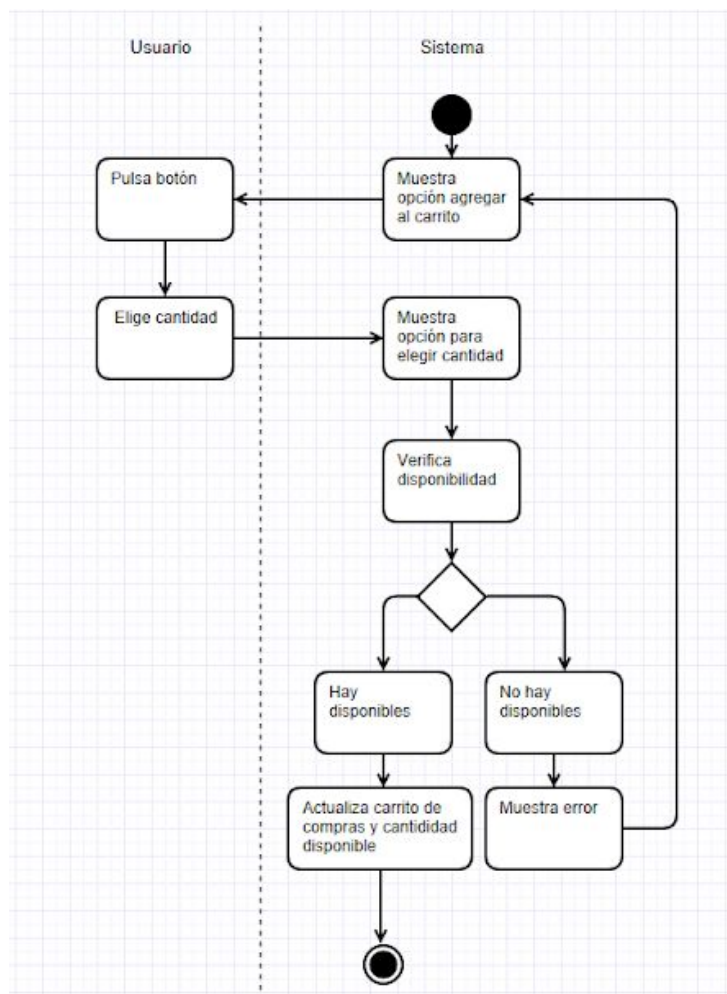 Usuario
Sistema
Pulsa botón
Muestra
opción agregar
al carrito
Elige cantidad
Muestra
opción para
elegir cantidad
Verifica
disponibilidad
Hay
disponibles
No hay
disponibles
Actualiza carrito de
compras y cantididad
disponible
Muestra error